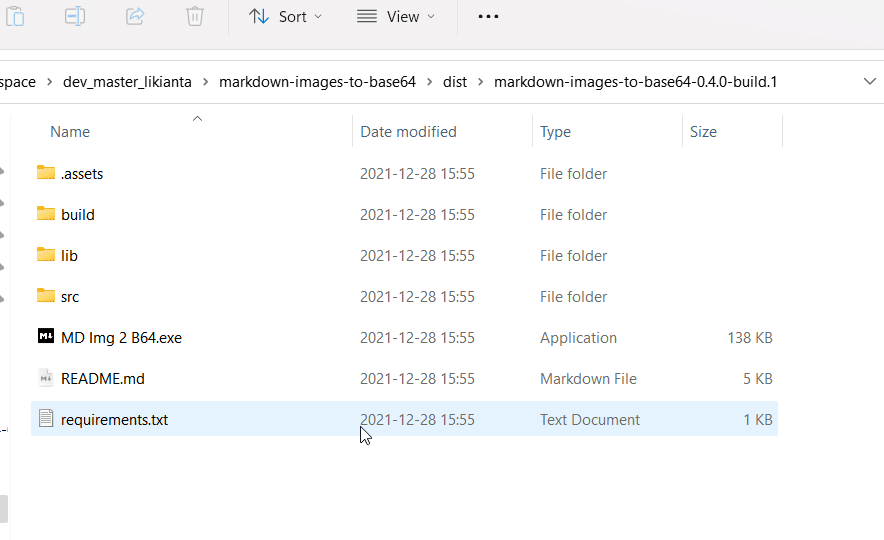 Sort View
space dev_master_likianta markdown-images-to-base64 dist markdown-images-to-base64-0.4.0-build.1
Name Date modified Type Size
.assets 2021-12-28 15:55 File folder
build 2021-12-28 15:55 File folder
lib 2021-12-28 15:55 File folder
src 2021-12-28 15:55 File folder
MD Img 2 B64.exe 2021-12-28 15:55 Application 138 KB
README.md 2021-12-28 15:55 Markdown File 5 KB
requirements.txt 2021-12-28 15:55 Text Document 1 KB